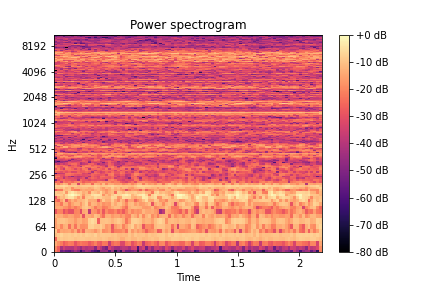 Power spectrogram
Hz
8192
4096
2048
1024
512
256
128
64
0
0
0.5
1
1.5
2
Time
+0 dB
-10 dB
-20 dB
-30 dB
-40 dB
-50 dB
-60 dB
-70 dB
-80 dB